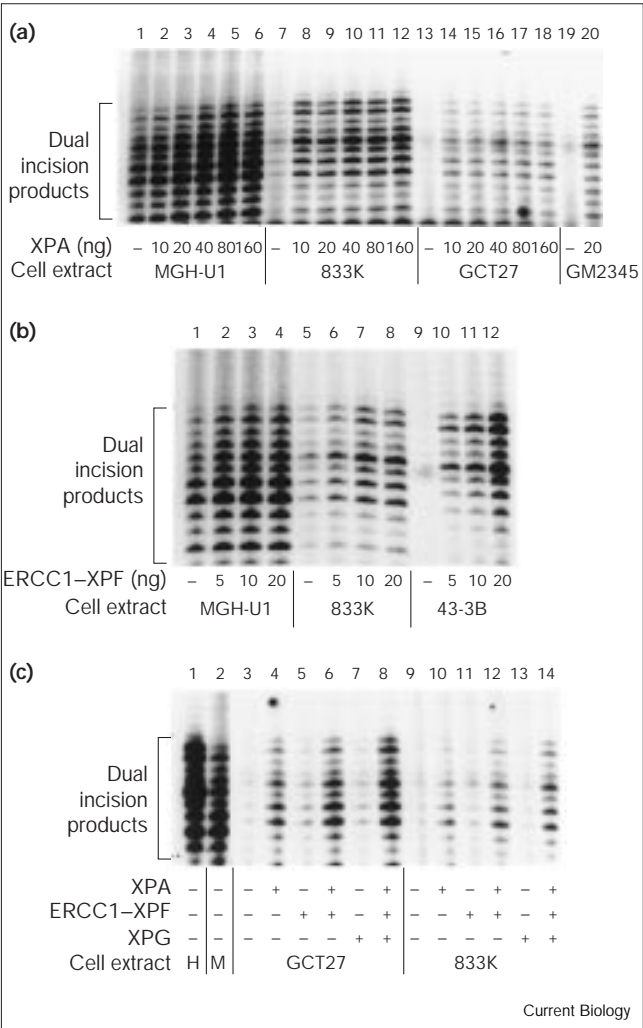 (a)
1 2 3 4 5 6 7 8 9 10 11 12 13 14 15 16 17 18 19 20
Dual
incision
products
XPA (ng) – 10 20 40 80 160 – 10 20 40 80 160 – 10 20 40 80 160 – 20
Cell extract MGH-U1 833K GCT27 GM2345
(b)
1 2 3 4 5 6 7 8 9 10 11 12
Dual
incision
products
ERCC1–XPF (ng) – 5 10 20 – 5 10 20 – 5 10 20
Cell extract MGH-U1 833K 43-3B
(c)
1 2 3 4 5 6 7 8 9 10 11 12 13 14
Dual
incision
products
XPA – – – + – + – + – + – + – +
ERCC1–XPF – – – – + + – + – – + + – +
XPG – – – – – – + + – – – – + +
Cell extract H M GCT27 833K
Current Biology